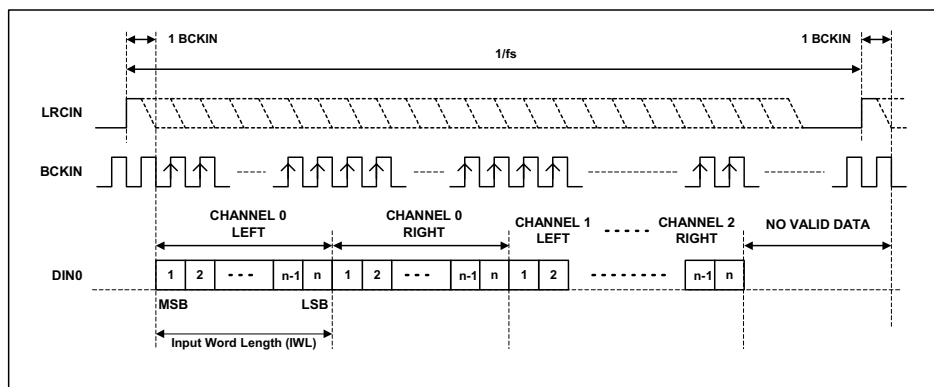 1 BCKIN
1 BCKIN
1/fs
LRCIN
BCKIN
CHANNEL 0
LEFT
CHANNEL 0
RIGHT
CHANNEL 1
LEFT
CHANNEL 2
RIGHT
NO VALID DATA
DIN0
1 2 n-1 n 1 2 n-1 n 1 2 n-1 n
MSB
LSB
Input Word Length (IWL)